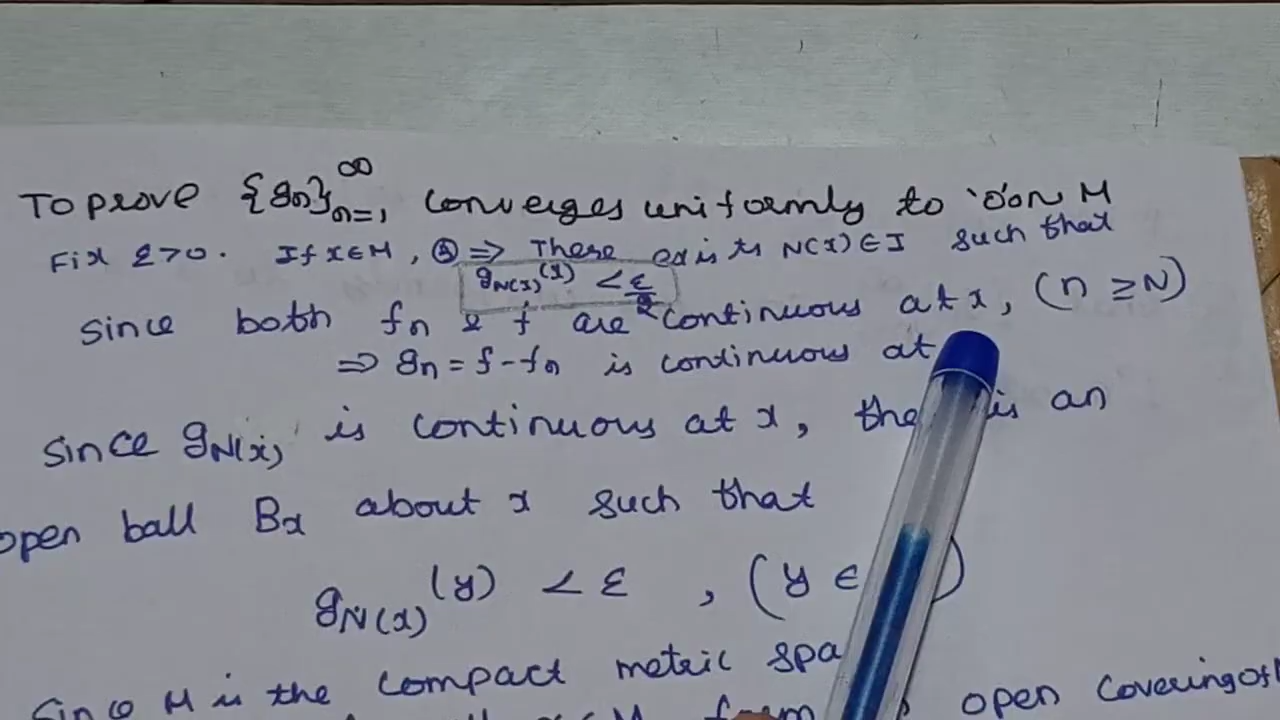 To prove {gn}∞n=1 converges uniformly to '0' on M
Fix ε>0. If x∈M, ⇒ There exists N(x)∈I such that
gN(x)(x) < ε/2
Since both fn & f are continuous at x, (n ≥ N)
⇒ gn = f - fn is continuous at
Since gN(x) is continuous at x, the is an
open ball Bx about x such that
gN(x)(y) < ε , (y ∈ )
Since M is the compact metric spa
form open covering of